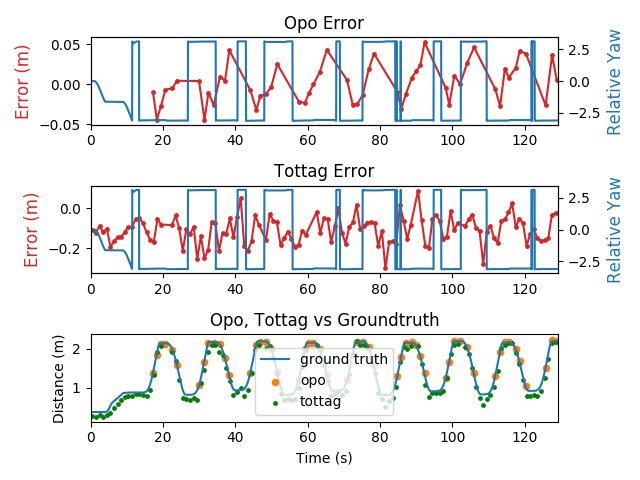 Opo Error
Error (m)
0.05
0.00
−0.05
2.5
0.0
−2.5
Relative Yaw
0 20 40 60 80 100 120
Tottag Error
Error (m)
0.0
−0.2
2.5
0.0
−2.5
Relative Yaw
0 20 40 60 80 100 120
Opo, Tottag vs Groundtruth
Distance (m)
2
1
ground truth
opo
tottag
0 20 40 60 80 100 120
Time (s)